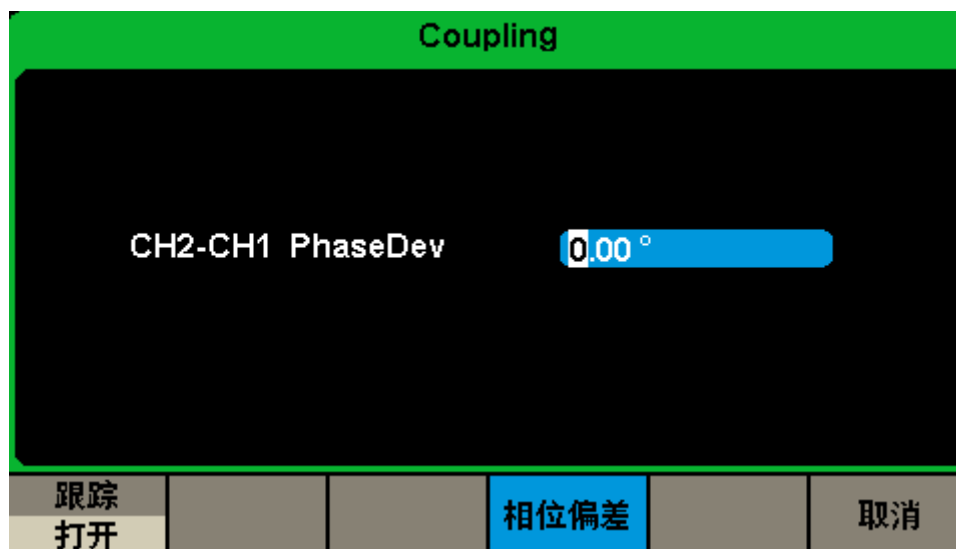 Coupling
CH2-CH1 PhaseDev 0.00 °
跟踪
打开
相位偏差
取消